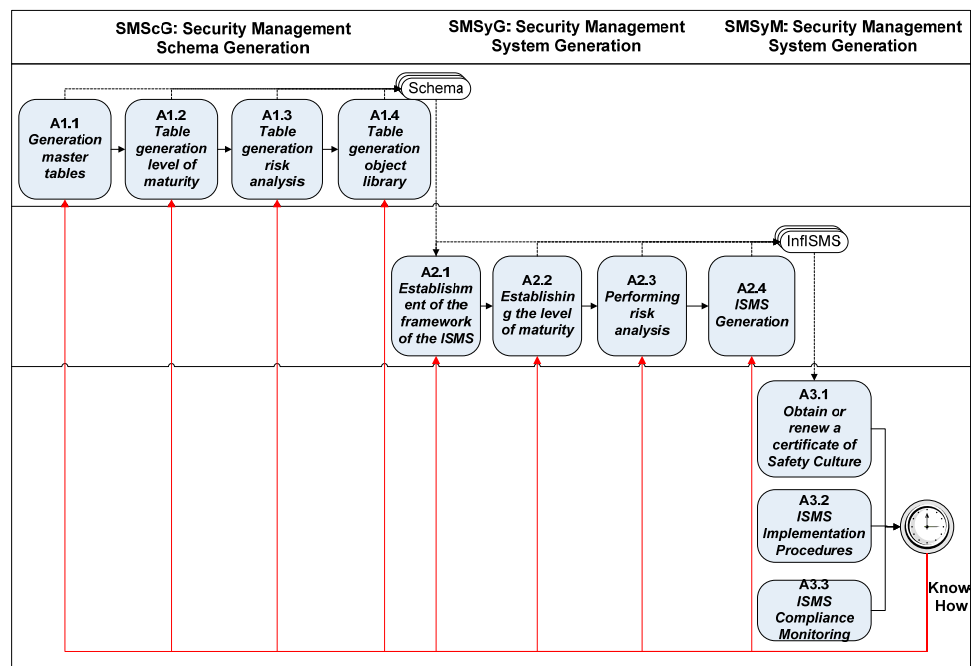 SMScG: Security Management
Schema Generation
SMSyG: Security Management
System Generation
SMSyM: Security Management
System Generation
Schema
A1.1
Generation
master
tables
A1.2
Table
generation
level of
maturity
A1.3
Table
generation
risk
analysis
A1.4
Table
generation
object
library
InfISMS
A2.1
Establishm
ent of the
framework
of the ISMS
A2.2
Establishin
g the level
of maturity
A2.3
Performing
risk
analysis
A2.4
ISMS
Generation
A3.1
Obtain or
renew a
certificate of
Safety Culture
A3.2
ISMS
Implementation
Procedures
A3.3
ISMS
Compliance
Monitoring
Know
How